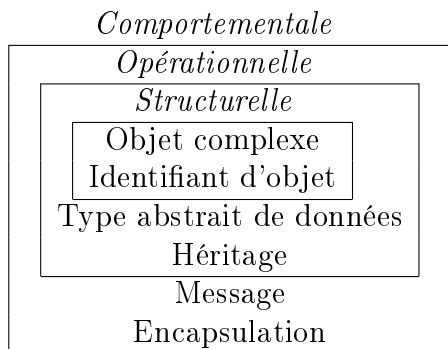 Comportementale
Opérationnelle
Structurelle
Objet complexe
Identifiant d'objet
Type abstrait de données
Héritage
Message
Encapsulation